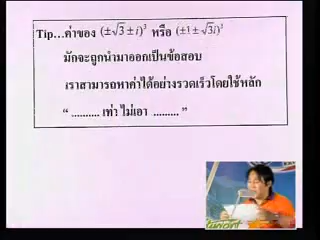 Tip...ค่าของ (±√3 ± i)³ หรือ (±1 ± √3i)³
มักจะถูกนำมาออกเป็นข้อสอบ
เราสามารถหาค่าได้อย่างรวดเร็วโดยใช้หลัก
“ .......... เท่า ไม่เอา ......... ”